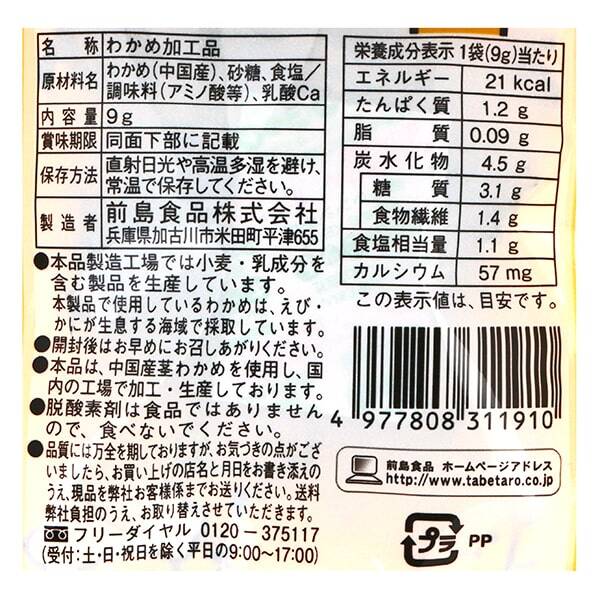 名称 わかめ加工品
原材料名 わかめ(中国産)、砂糖、食塩／
調味料(アミノ酸等)、乳酸Ca
内容量 9g
賞味期限 同面下部に記載
保存方法 直射日光や高温多湿を避け、
常温で保存してください。
製造者 前島食品株式会社
兵庫県加古川市米田町平津655
●本品製造工場では小麦・乳成分を
含む製品を生産しています。
本製品で使用しているわかめは、えび・
かにが生息する海域で採取しています。
●開封後はお早めにお召しあがりください。
●本品は、中国産茎わかめを使用し、国
内の工場で加工・生産しております。
●脱酸素剤は食品ではありません
ので、食べないでください。
●品質には万全を期しておりますが、お気づきの点がござ
いましたら、お買い上げの店名と月日をお書き添えの
うえ、現品を弊社お客様係までお送りください。送料
弊社負担のうえ、お取り替えさせていただきます。
フリーダイヤル 0120-375117
(受付:土・日・祝日を除く平日の9:00〜17:00)
栄養成分表示 1袋(9g)当たり
エネルギー 21 kcal
たんぱく質 1.2 g
脂質 0.09 g
炭水化物 4.5 g
糖質 3.1 g
食物繊維 1.4 g
食塩相当量 1.1 g
カルシウム 57 mg
この表示値は、目安です。
4 977808 311910
前島食品 ホームページアドレス
http://www.tabetaro.co.jp
プラ PP